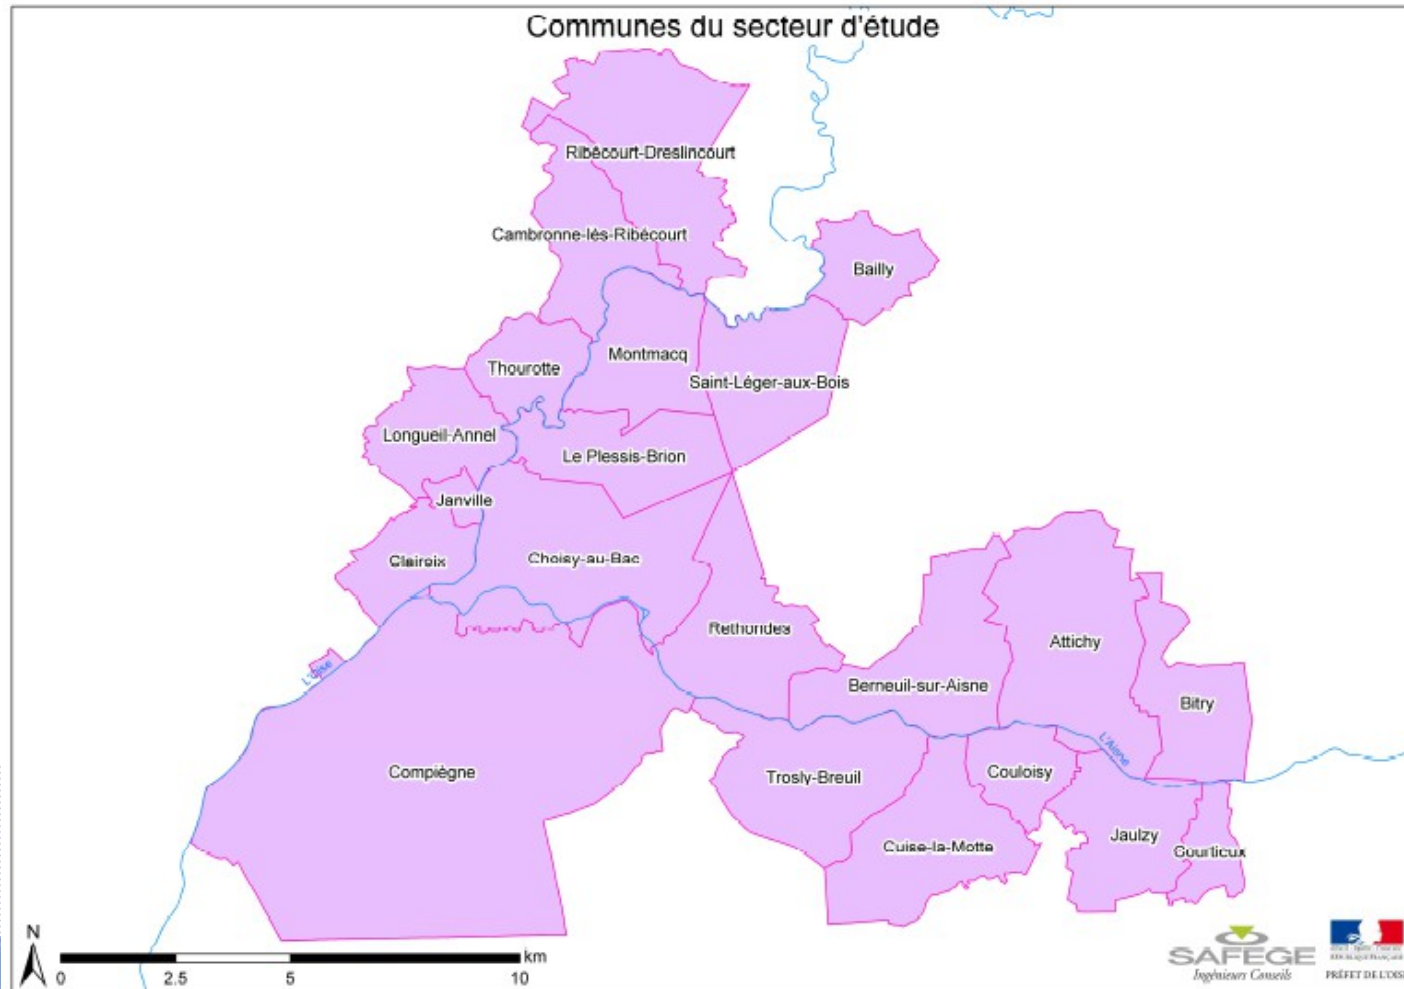 Communes du secteur d'étude
Ribécourt-Dreslincourt
Cambronne-lés-Ribécourt
Bailly
Montmacq
Thourotte
Saint-Léger-aux-Bois
Longueil-Annel
Le Plessis-Brion
Janville
Clairoix
Choisy-au-Bac
Rethondes
Attichy
Berneuil-sur-Aisne
Bitry
L'Oise
L'Aisne
Compiègne
Trosly-Breuil
Couloisy
Jaulzy
Cuise-la-Motte
Courtieux
N
km
0 2.5 5 10
SAFEGE
Ingénieurs Conseils
PRÉFET DE L'OIS